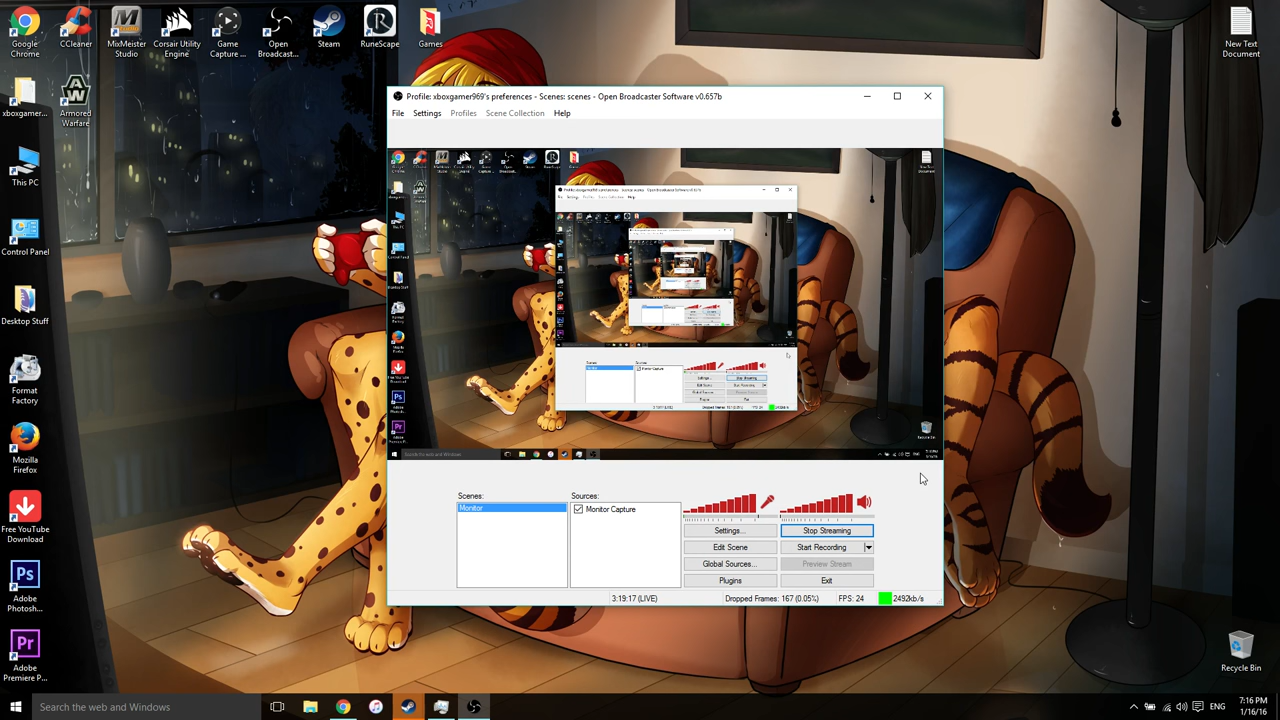 Google
Chrome
CCleaner
MixMeister
Studio
Corsair Utility
Engine
Game
Capture ...
Open
Broadcast...
Steam
RuneScape
Games
New Text
Document
xboxgamer...
Armored
Warfare
This PC
Control Panel
Desktop Stuff
Format
Factory
Mozilla
Firefox
Free YouTube
Download
Adobe
Photosh...
Adobe
Premiere P...
Recycle Bin
Profile: xboxgamer969's preferences - Scenes: scenes - Open Broadcaster Software v0.657b
File Settings Profiles Scene Collection Help
Scenes:
Monitor
Sources:
Monitor Capture
Settings...
Stop Streaming
Edit Scene
Start Recording
Global Sources...
Preview Stream
Plugins
Exit
3:19:17 (LIVE)
Dropped Frames: 167 (0.05%)
FPS: 24
2492kb/s
Search the web and Windows
ENG
7:16 PM
1/16/16